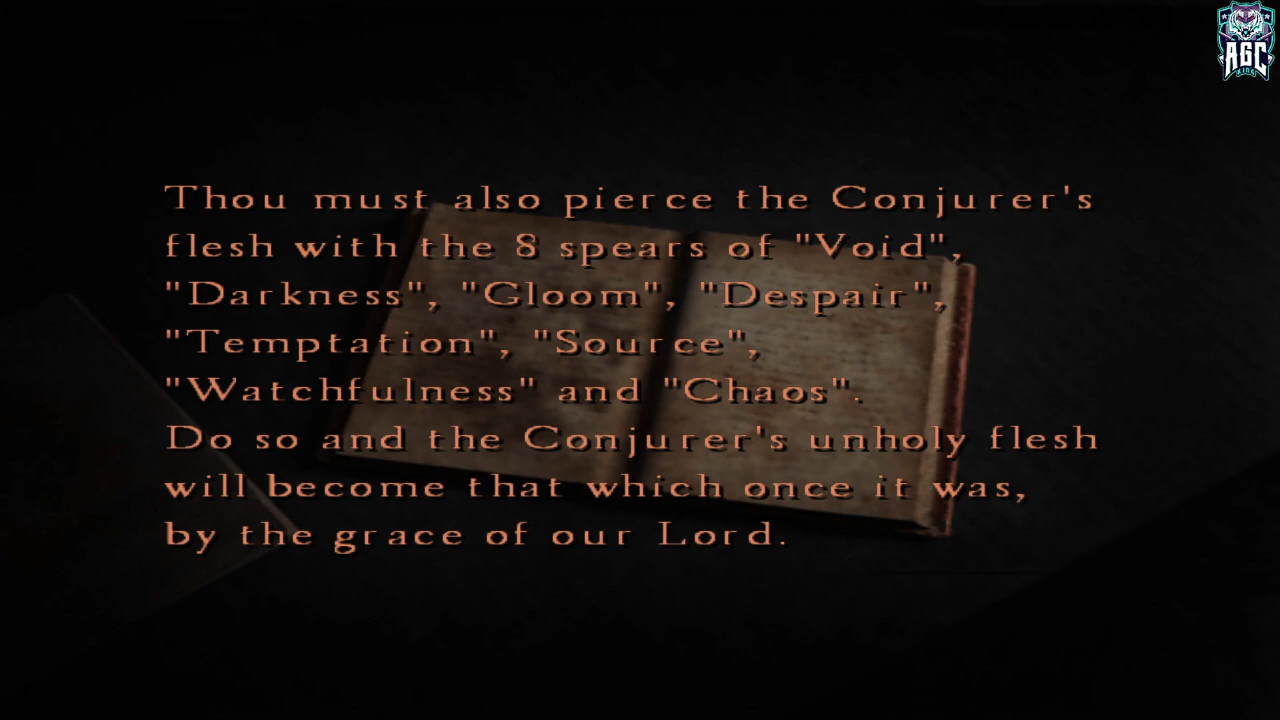 AGC
KING
Thou must also pierce the Conjurer's
flesh with the 8 spears of "Void",
"Darkness", "Gloom", "Despair",
"Temptation", "Source",
"Watchfulness" and "Chaos".
Do so and the Conjurer's unholy flesh
will become that which once it was,
by the grace of our Lord.